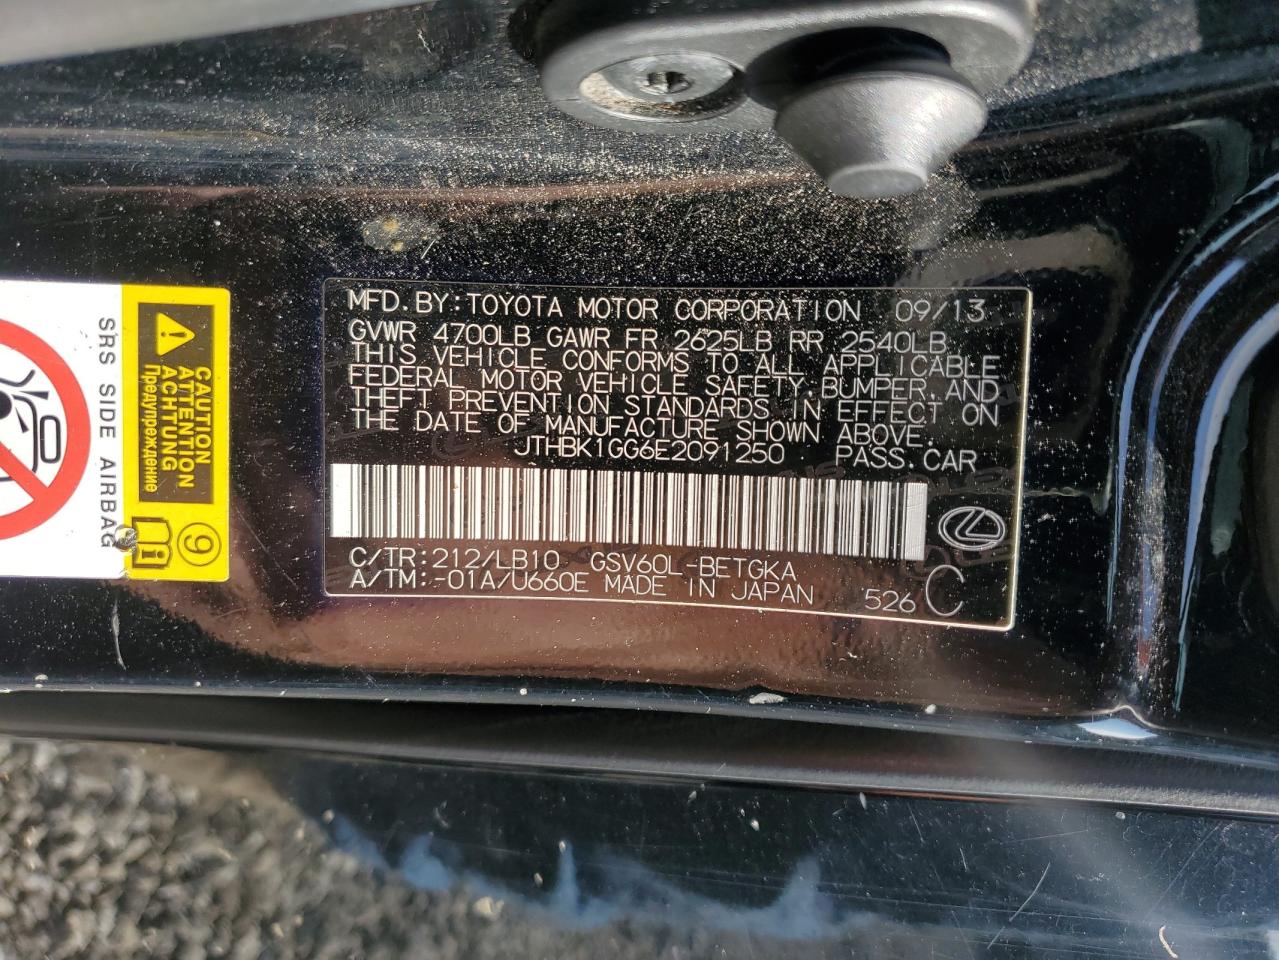 MFD. BY: TOYOTA MOTOR CORPORATION 09/13
GVWR 4700LB GAWR FR 2625LB RR 2540LB
THIS VEHICLE CONFORMS TO ALL APPLICABLE
FEDERAL MOTOR VEHICLE SAFETY, BUMPER, AND
THEFT PREVENTION STANDARDS IN EFFECT ON
THE DATE OF MANUFACTURE SHOWN ABOVE.
JTHBK1GG6E2091250 PASS. CAR
C/TR: 212/LB10 GSV60L-BETGKA
A/TM: -01A/U660E MADE IN JAPAN 526 C
CAUTION
ATTENTION
ACHTUNG
Предупреждение
9
SRS SIDE AIRBAG